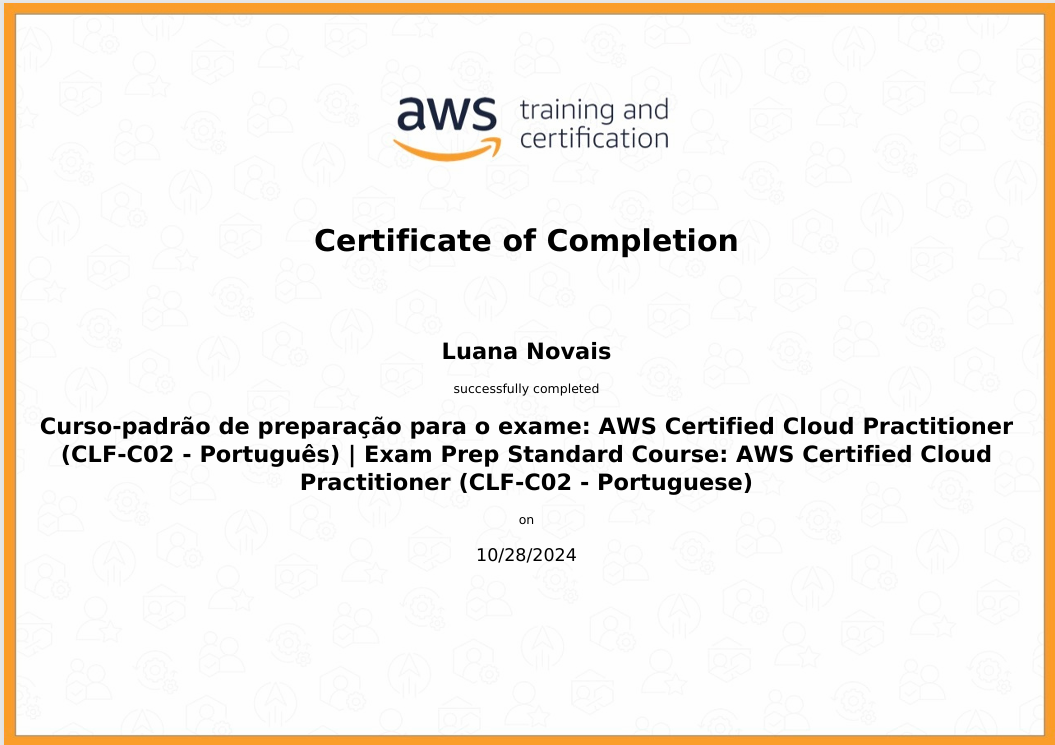 aws training and
certification
Certificate of Completion
Luana Novais
successfully completed
Curso-padrão de preparação para o exame: AWS Certified Cloud Practitioner
(CLF-C02 - Português) | Exam Prep Standard Course: AWS Certified Cloud
Practitioner (CLF-C02 - Portuguese)
on
10/28/2024